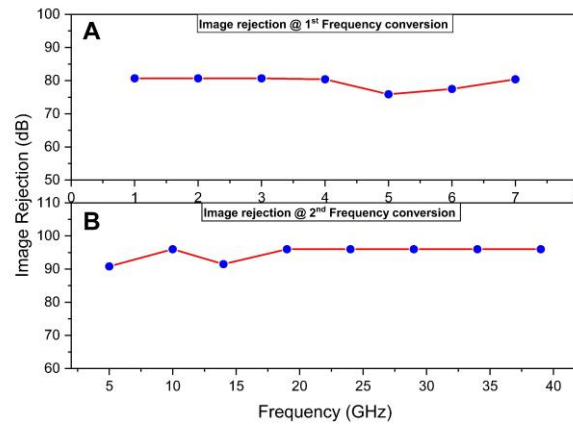 Image rejection @ 1st Frequency conversion
A
100
90
80
70
60
50
0 1 2 3 4 5 6 7
Image Rejection (dB)
Image rejection @ 2nd Frequency conversion
B
110
100
90
80
70
60
5 10 15 20 25 30 35 40
Frequency (GHz)